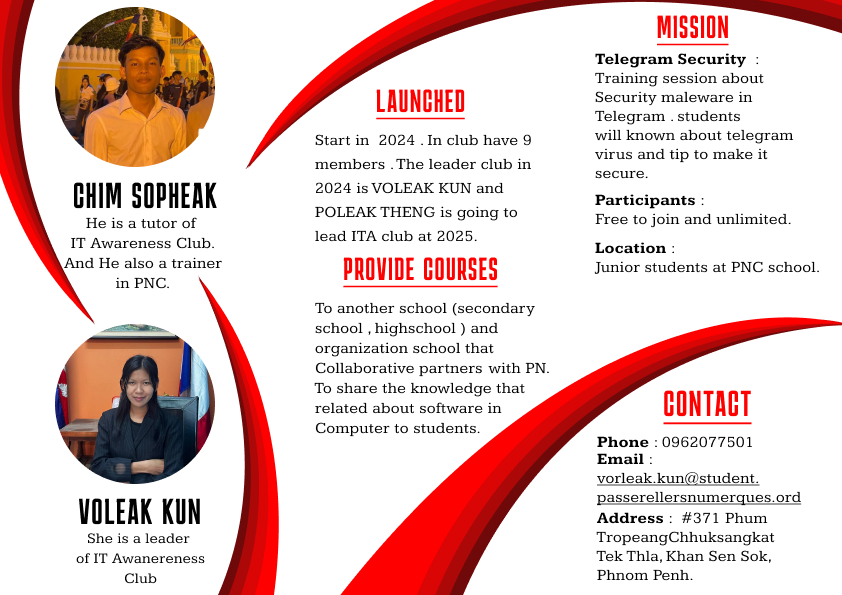 CHIM SOPHEAK
He is a tutor of
IT Awareness Club.
And He also a trainer
in PNC.
VOLEAK KUN
She is a leader
of IT Awanereness
Club
LAUNCHED
Start in 2024 . In club have 9
members . The leader club in
2024 is VOLEAK KUN and
POLEAK THENG is going to
lead ITA club at 2025.
PROVIDE COURSES
To another school (secondary
school , highschool ) and
organization school that
Collaborative partners with PN.
To share the knowledge that
related about software in
Computer to students.
MISSION
Telegram Security :
Training session about
Security maleware in
Telegram . students
will known about telegram
virus and tip to make it
secure.
Participants :
Free to join and unlimited.
Location :
Junior students at PNC school.
CONTACT
Phone : 0962077501
Email :
vorleak.kun@student.
passerellersnumerques.ord
Address : #371 Phum
TropeangChhuksangkat
Tek Thla, Khan Sen Sok,
Phnom Penh.